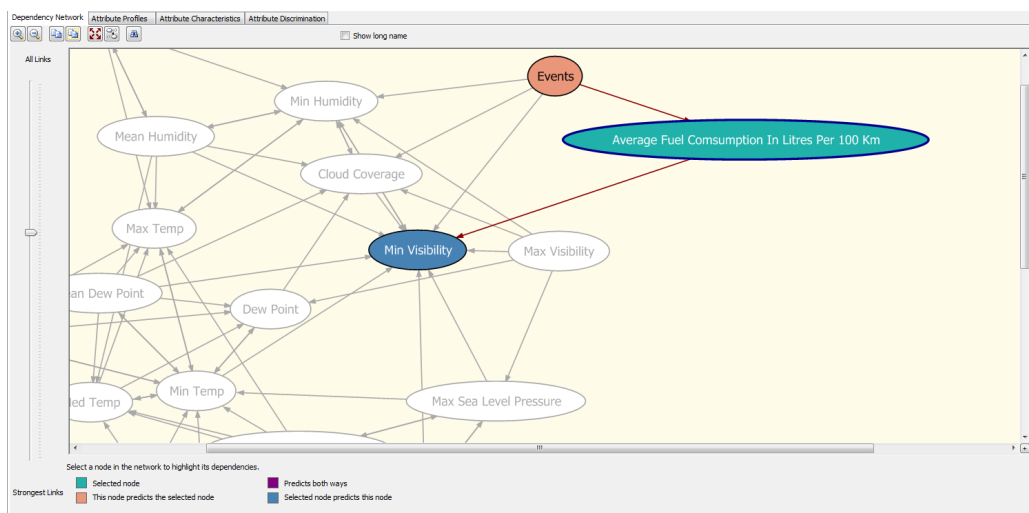 Dependency Network Attribute Profiles Attribute Characteristics Attribute Discrimination
Show long name
All Links
Events
Min Humidity
Mean Humidity
Average Fuel Comsumption In Litres Per 100 Km
Cloud Coverage
Max Temp
Min Visibility
Max Visibility
an Dew Point
Dew Point
Min Temp
led Temp
Max Sea Level Pressure
Select a node in the network to highlight its dependencies.
Selected node Predicts both ways
Strongest Links
This node predicts the selected node Selected node predicts this node